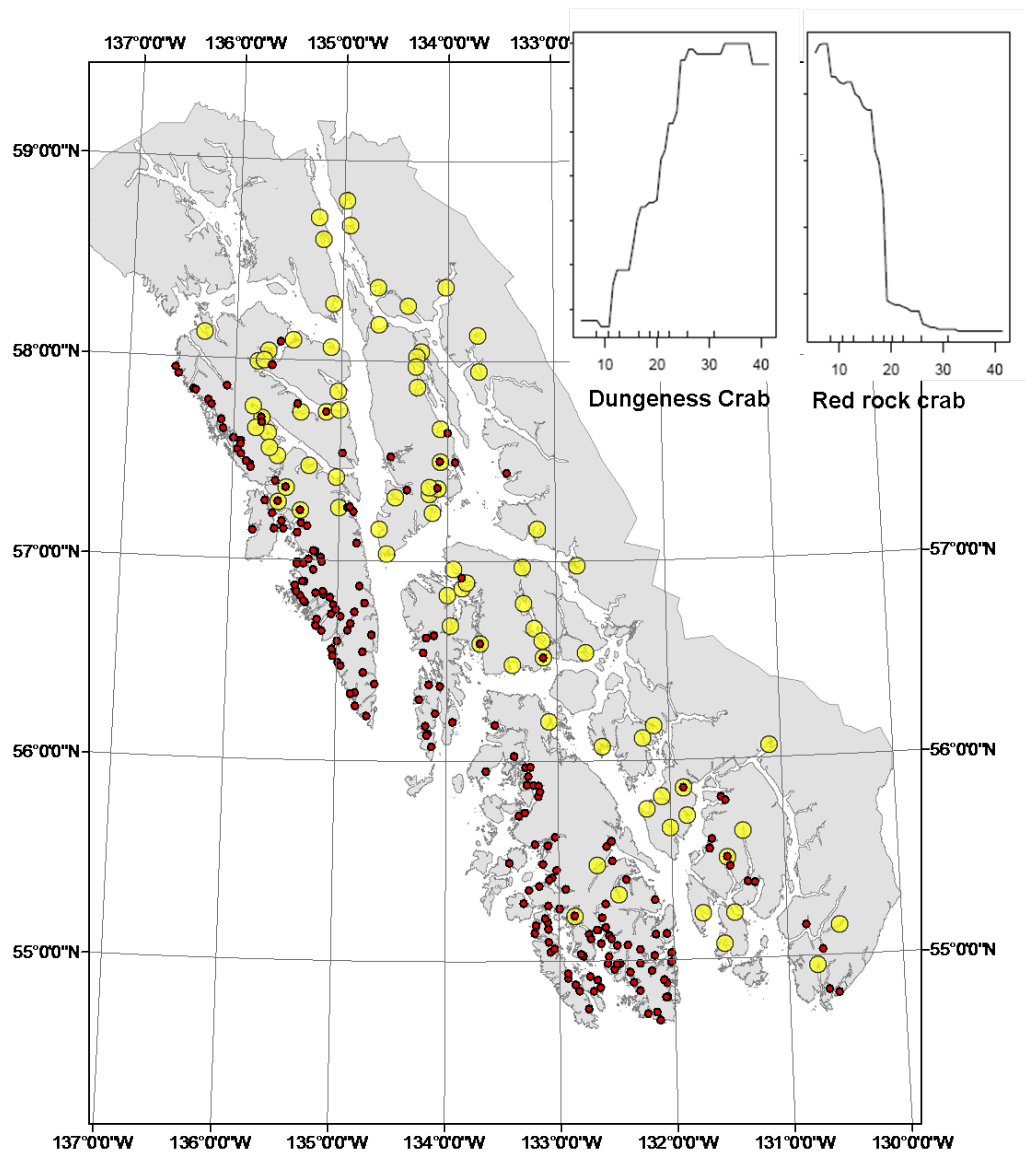 137°0'0"W 136°0'0"W 135°0'0"W 134°0'0"W 133°0'0"
10 20 30 40
10 20 30 41
Dungeness Crab Red rock crab
59°0'0"N
58°0'0"N
57°0'0"N 57°0'0"N
56°0'0"N 56°0'0"N
55°0'0"N 55°0'0"N
137°0'0"W 136°0'0"W 135°0'0"W 134°0'0"W 133°0'0"W 132°0'0"W 131°0'0"W 130°0'0"W